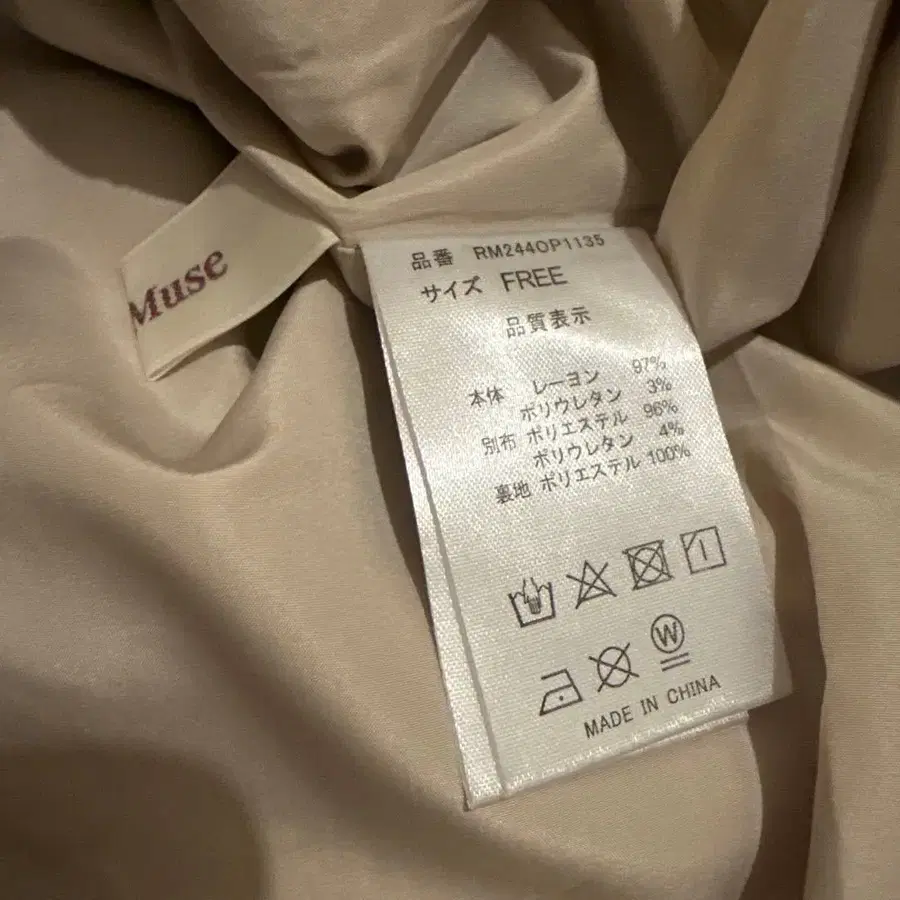 Muse
品番 RM244OP1135
サイズ FREE
品質表示
本体 レーヨン 97%
ポリウレタン 3%
別布 ポリエステル 96%
ポリウレタン 4%
裏地 ポリエステル 100%
W
MADE IN CHINA